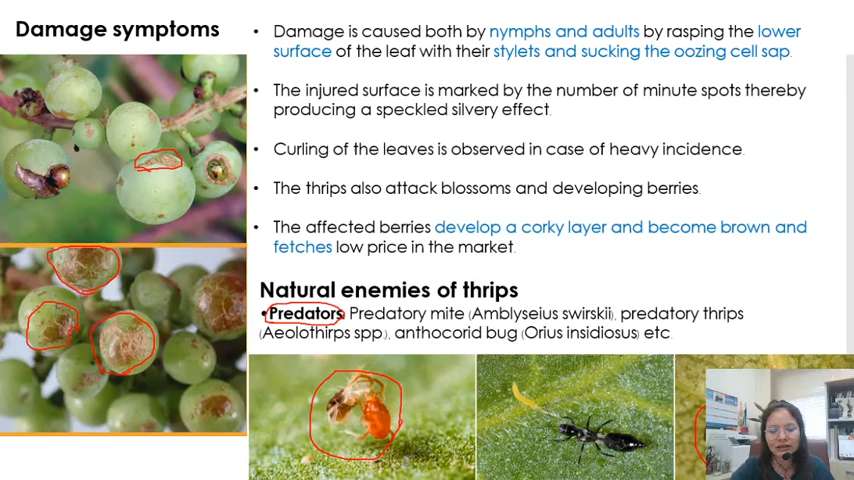 Damage symptoms
• Damage is caused both by nymphs and adults by rasping the lower
surface of the leaf with their stylets and sucking the oozing cell sap.
• The injured surface is marked by the number of minute spots thereby
producing a speckled silvery effect.
• Curling of the leaves is observed in case of heavy incidence.
• The thrips also attack blossoms and developing berries.
• The affected berries develop a corky layer and become brown and
fetches low price in the market.
Natural enemies of thrips
•Predators Predatory mite (Amblyseius swirskii), predatory thrips
(Aeolothirps spp.), anthocorid bug (Orius insidiosus) etc.